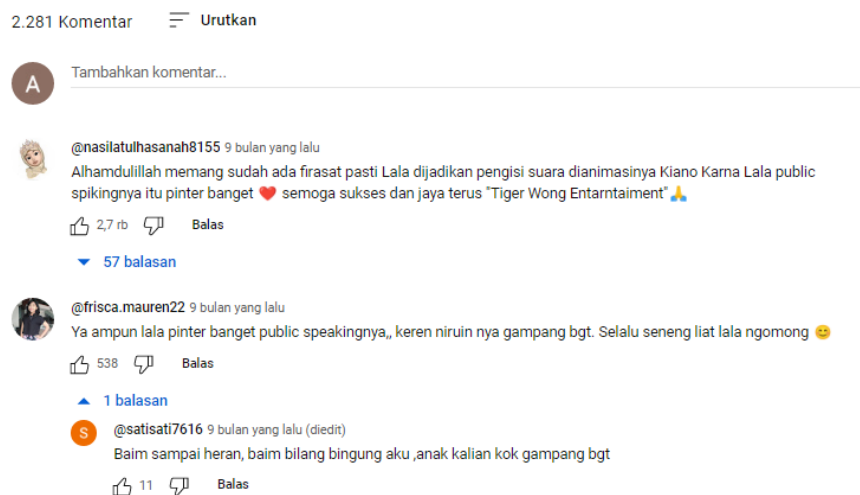 2.281 Komentar Urutkan
A
Tambahkan komentar...
@nasilatulhasanah8155 9 bulan yang lalu
Alhamdulillah memang sudah ada firasat pasti Lala dijadikan pengisi suara dianimasinya Kiano Karna Lala public
spikingnya itu pinter banget ❤️ semoga sukses dan jaya terus "Tiger Wong Entarntaiment"🙏
2,7 rb Balas
57 balasan
@frisca.mauren22 9 bulan yang lalu
Ya ampun lala pinter banget public speakingnya,, keren niruin nya gampang bgt. Selalu seneng liat lala ngomong 😊
538 Balas
1 balasan
S
@satisati7616 9 bulan yang lalu (diedit)
Baim sampai heran, baim bilang bingung aku ,anak kalian kok gampang bgt
11 Balas